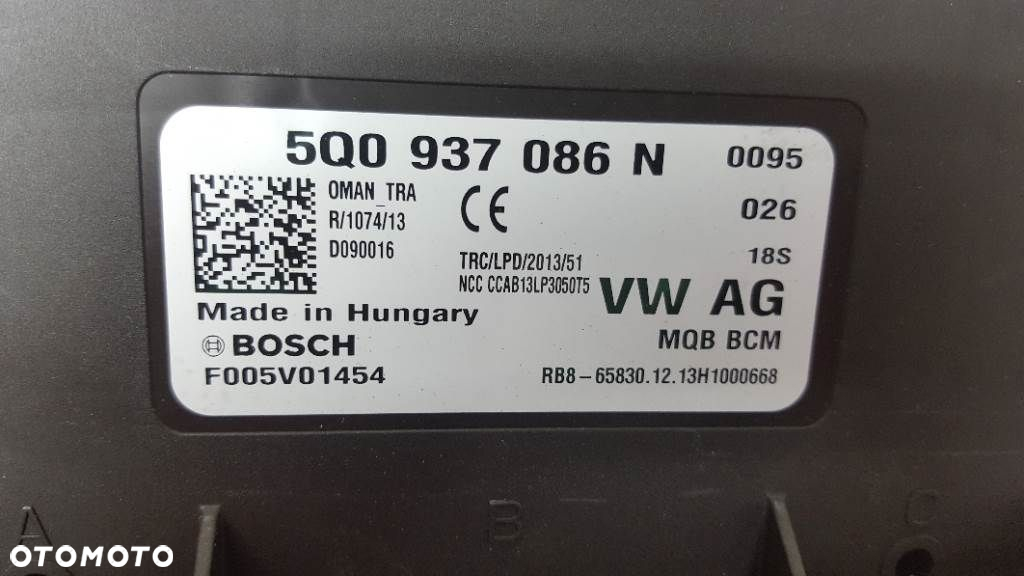 5Q0 937 086 N 0095
OMAN_TRA
R/1074/13
D090016
CE
026
18S
TRC/LPD/2013/51
NCC CCAB13LP3050T5
VW AG
Made in Hungary
MQB BCM
BOSCH
F005V01454
RB8-65830.12.13H1000668
A B C
OTOMOTO